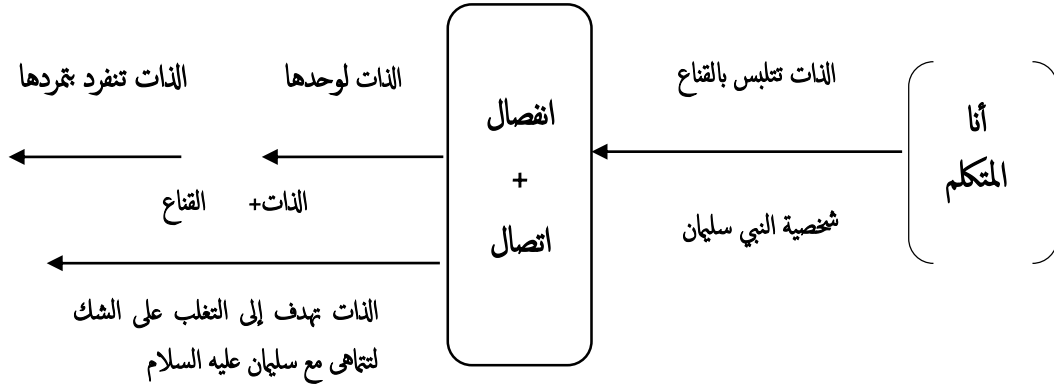 أنا
المتكلم
الذات تتلبس بالقناع
شخصية النبي سليمان
انفصال
+
اتصال
الذات لوحدها
الذات تنفرد بتمردها
الذات+ القناع
الذات تهدف إلى التغلب على الشك
لتتماهى مع سليمان عليه السلام